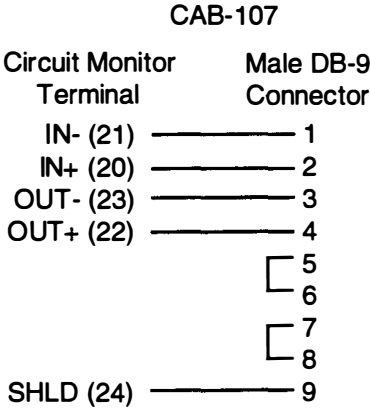 CAB-107
Circuit Monitor Terminal
Male DB-9 Connector
IN- (21) 1
IN+ (20) 2
OUT- (23) 3
OUT+ (22) 4
5
6
7
8
SHLD (24) 9